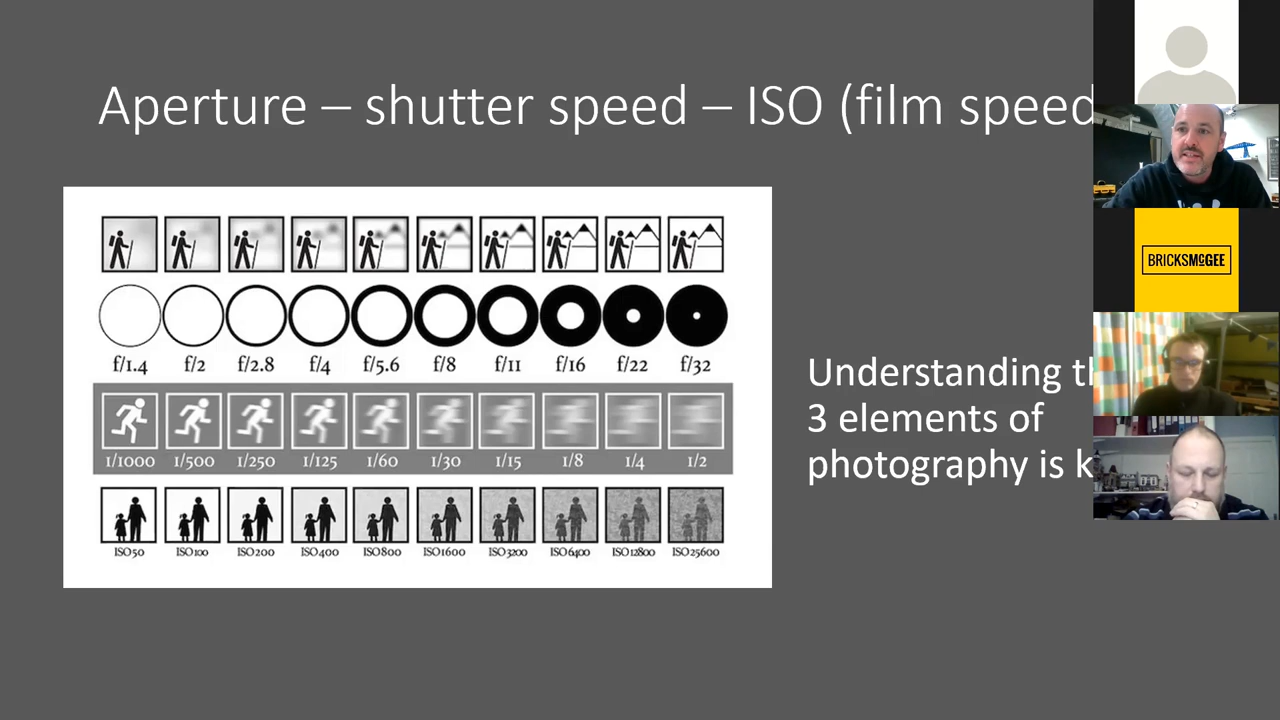 Aperture – shutter speed – ISO (film speed
f/1.4 f/2 f/2.8 f/4 f/5.6 f/8 f/11 f/16 f/22 f/32
1/1000 1/500 1/250 1/125 1/60 1/30 1/15 1/8 1/4 1/2
ISO50 ISO100 ISO200 ISO400 ISO800 ISO1600 ISO3200 ISO6400 ISO12800 ISO25600
Understanding
3 elements of
photography is
BRICKSMCGEE